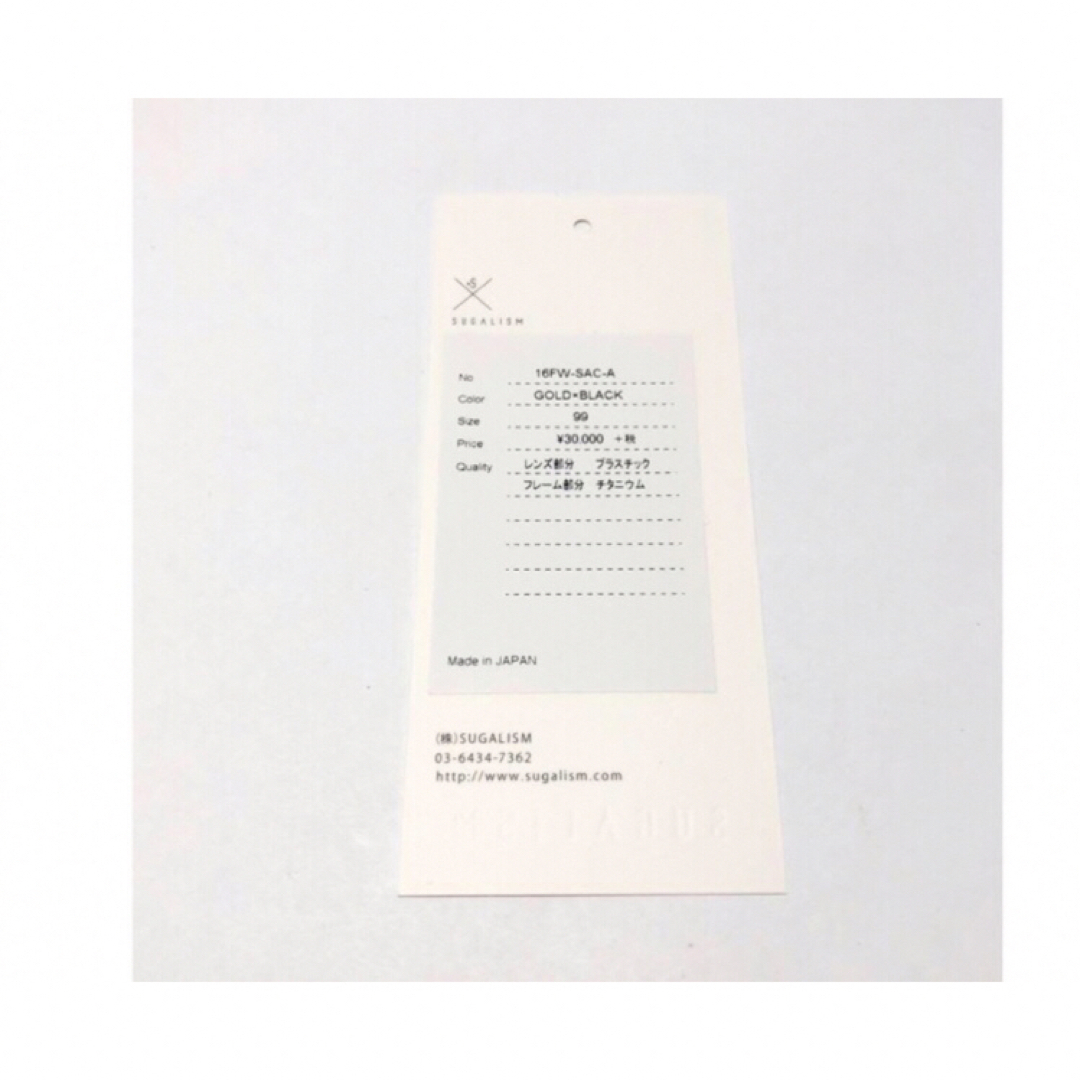 S
SUGALISM
No 16FW-SAC-A
Color GOLD×BLACK
Size 99
Price ¥30.000 +税
Quality レンズ部分 プラスチック
フレーム部分 チタニウム
Made in JAPAN
(株)SUGALISM
03-6434-7362
http://www.sugalism.com
SUGALISM